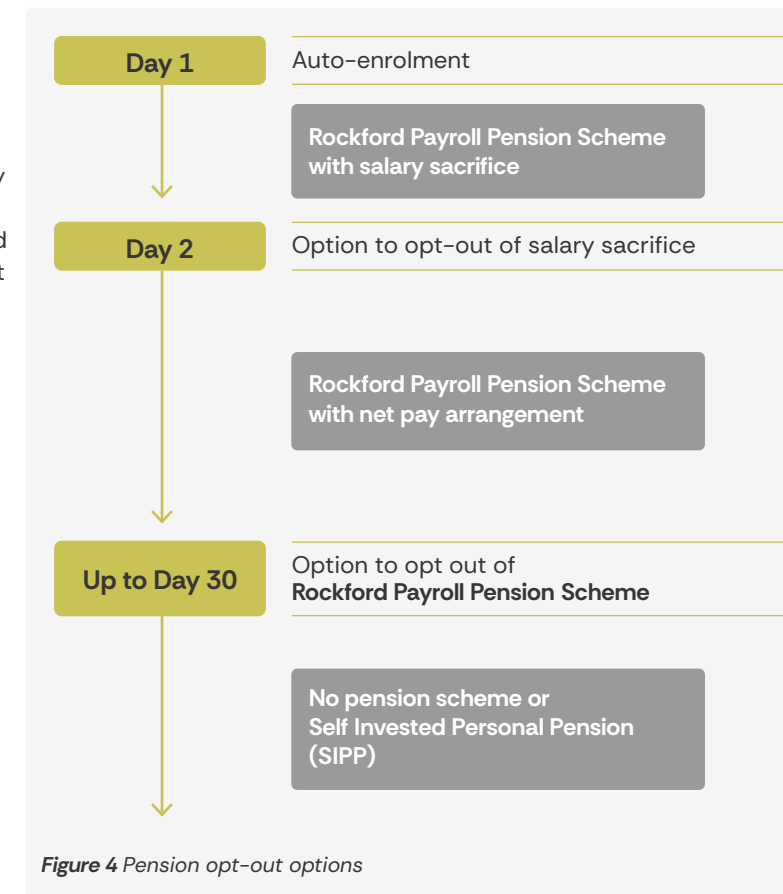 Day 1
Auto-enrolment
Rockford Payroll Pension Scheme
with salary sacrifice
Day 2
Option to opt-out of salary sacrifice
Rockford Payroll Pension Scheme
with net pay arrangement
Up to Day 30
Option to opt out of
Rockford Payroll Pension Scheme
No pension scheme or
Self Invested Personal Pension
(SIPP)
Figure 4 Pension opt-out options